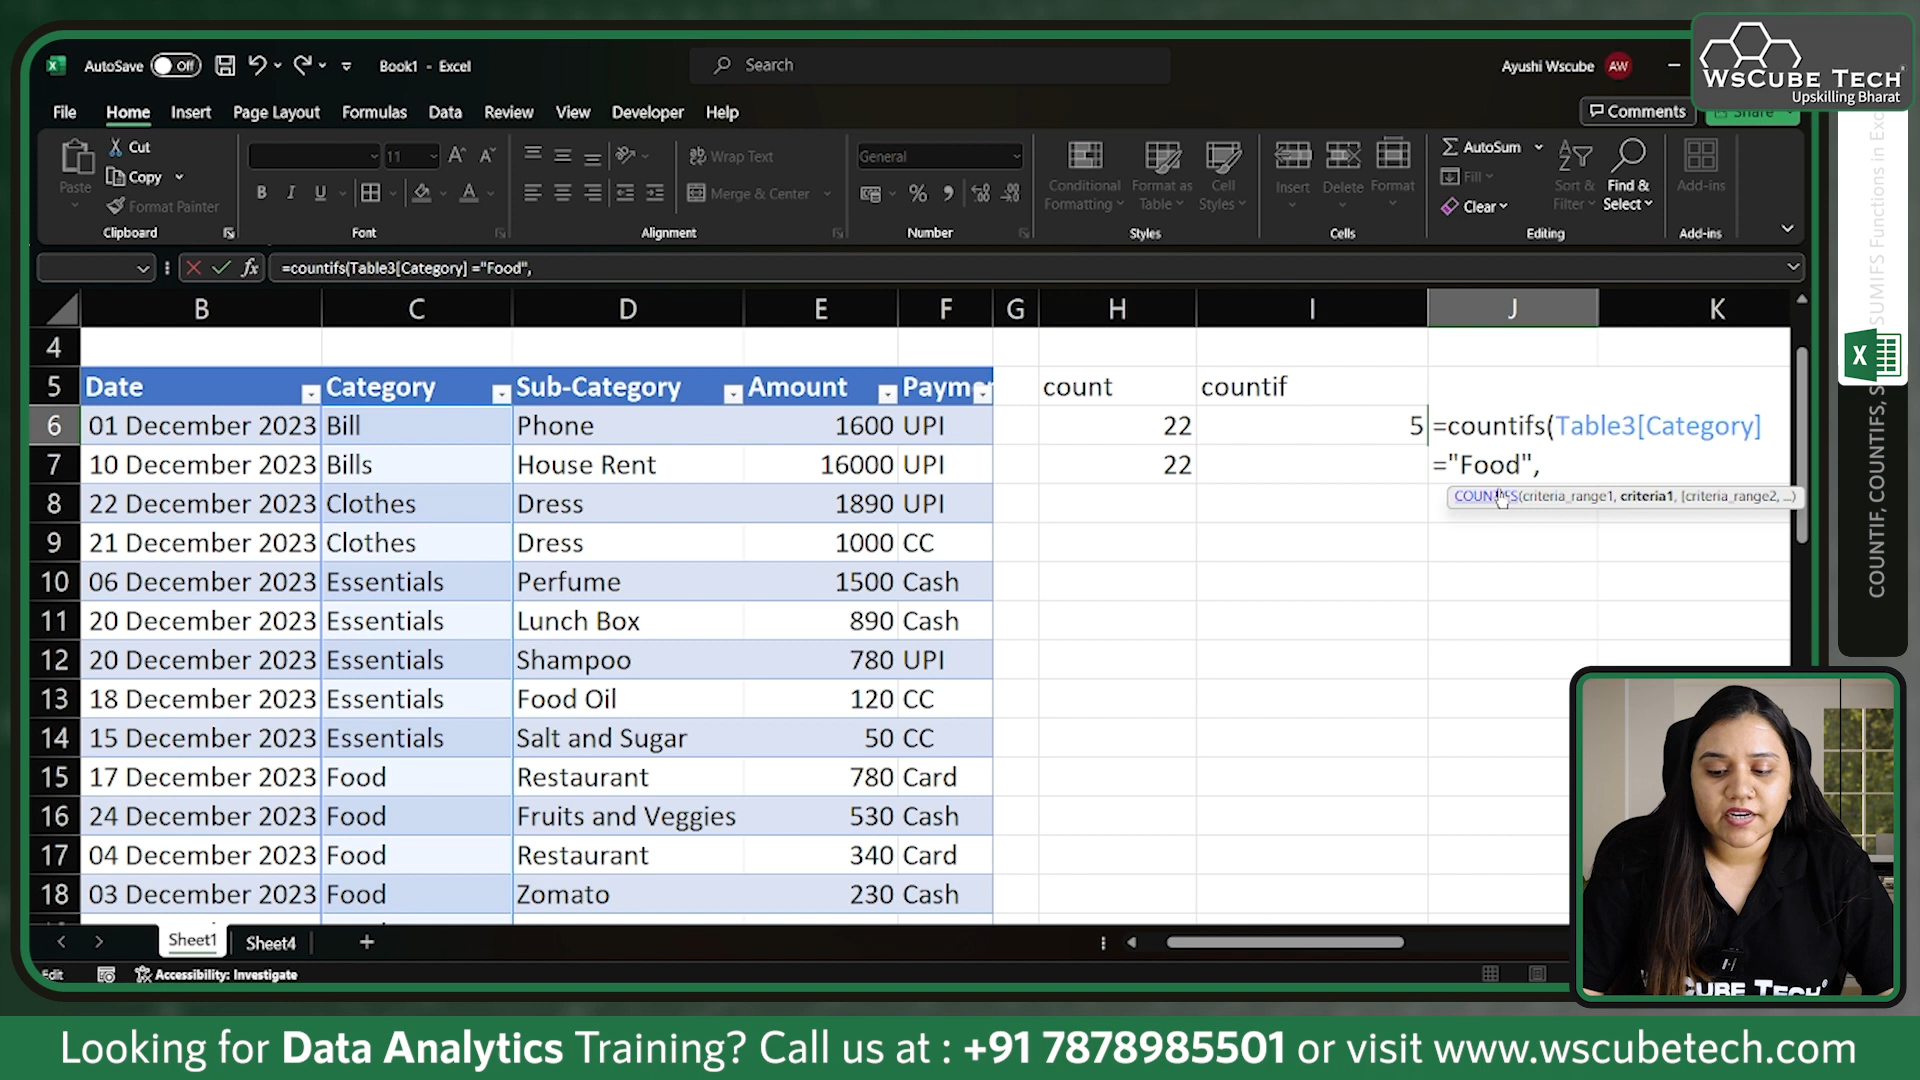 AutoSave Off Book1 - Excel Search Ayushi Wscube AW
WsCube Tech
Upskilling Bharat
File Home Insert Page Layout Formulas Data Review View Developer Help Comments Share
Paste Cut Copy Format Painter Clipboard
11 B I U Font
Wrap Text Merge & Center Alignment
General % Number
Conditional Formatting Format as Table Cell Styles Styles
Insert Delete Format Cells
AutoSum Fill Clear Sort & Filter Find & Select Editing
Add-ins Add-ins
fx =countifs(Table3[Category] ="Food",
B C D E F G H I J K
4
5 Date Category Sub-Category Amount Payme count countif
6 01 December 2023 Bill Phone 1600 UPI 22 5 =countifs(Table3[Category]
7 10 December 2023 Bills House Rent 16000 UPI 22 ="Food",
COUNTIFS(criteria_range1, criteria1, [criteria_range2, ...)
8 22 December 2023 Clothes Dress 1890 UPI
9 21 December 2023 Clothes Dress 1000 CC
10 06 December 2023 Essentials Perfume 1500 Cash
11 20 December 2023 Essentials Lunch Box 890 Cash
12 20 December 2023 Essentials Shampoo 780 UPI
13 18 December 2023 Essentials Food Oil 120 CC
14 15 December 2023 Essentials Salt and Sugar 50 CC
15 17 December 2023 Food Restaurant 780 Card
16 24 December 2023 Food Fruits and Veggies 530 Cash
17 04 December 2023 Food Restaurant 340 Card
18 03 December 2023 Food Zomato 230 Cash
Sheet1 Sheet4
Edit Accessibility: Investigate
COUNTIF, COUNTIFS, S SUMIFS Functions in Exc
CUBE TECH
Looking for Data Analytics Training? Call us at : +91 7878985501 or visit www.wscubetech.com